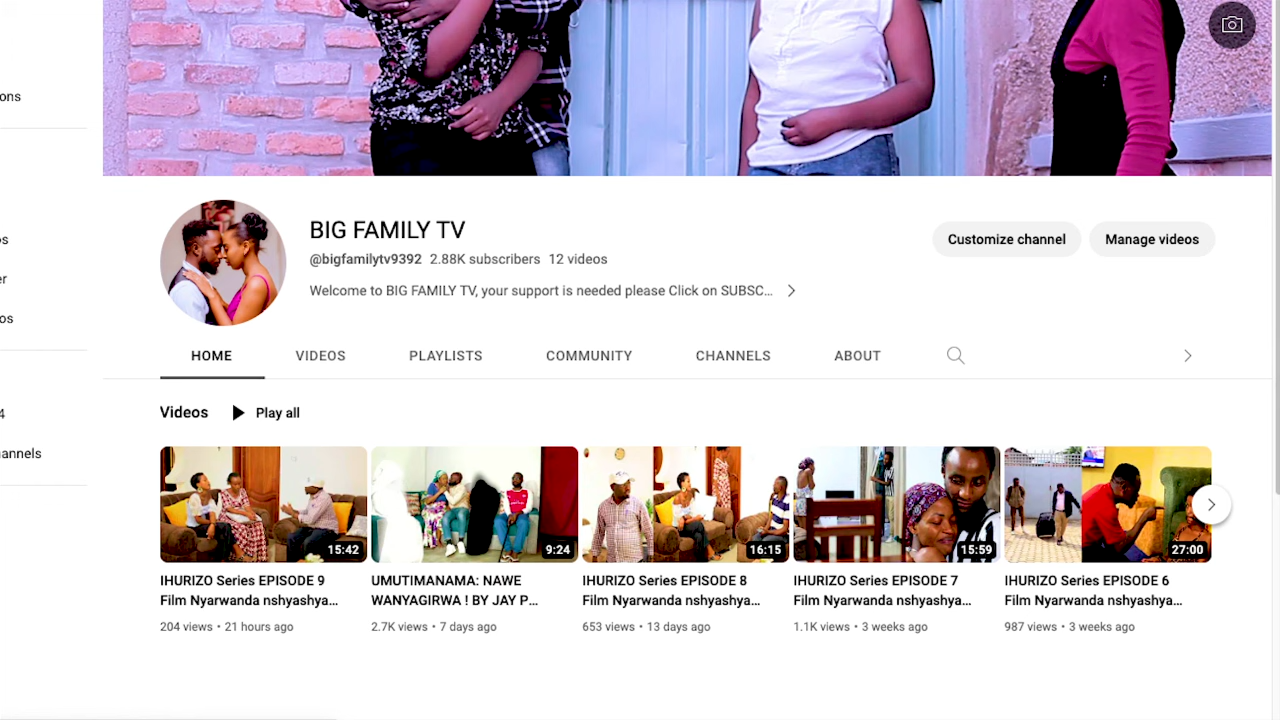 ons
s
er
os
4
annels
BIG FAMILY TV
@bigfamilytv9392 2.88K subscribers 12 videos
Welcome to BIG FAMILY TV, your support is needed please Click on SUBSC...
Customize channel
Manage videos
HOME
VIDEOS
PLAYLISTS
COMMUNITY
CHANNELS
ABOUT
Videos
Play all
15:42
IHURIZO Series EPISODE 9
Film Nyarwanda nshyashya...
204 views • 21 hours ago
9:24
UMUTIMANAMA: NAWE
WANYAGIRWA ! BY JAY P...
2.7K views • 7 days ago
16:15
IHURIZO Series EPISODE 8
Film Nyarwanda nshyashya...
653 views • 13 days ago
15:59
IHURIZO Series EPISODE 7
Film Nyarwanda nshyashya...
1.1K views • 3 weeks ago
27:00
IHURIZO Series EPISODE 6
Film Nyarwanda nshyashya...
987 views • 3 weeks ago